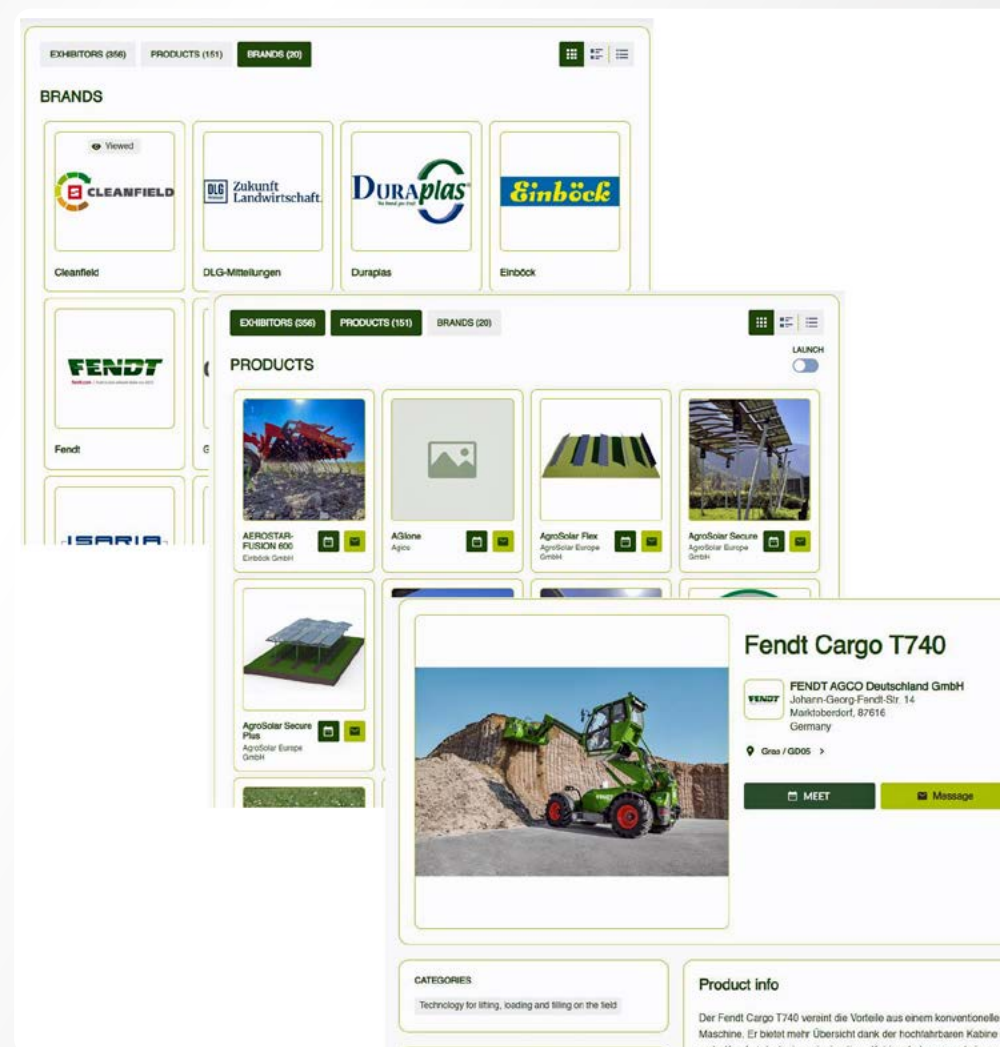 EXHIBITORS (356) PRODUCTS (151) BRANDS (20)
BRANDS
Viewed
CLEANFIELD
DLG Zukunft
Landwirtschaft.
DURAplas
Einböck
Cleanfield
DLG-Mitteilungen
Duraplas
Einböck
FENDT
Fendt
ISARIA
EXHIBITORS (356) PRODUCTS (151) BRANDS (20)
LAUNCH
PRODUCTS
AEROSTAR-
FUSION 600
Einböck GmbH
AGIone
Agics
AgroSolar Flex
AgroSolar Europe
GmbH
AgroSolar Secure
AgroSolar Europe
GmbH
AgroSolar Secure
Plus
AgroSolar Europe
GmbH
Fendt Cargo T740
FENDT
FENDT AGCO Deutschland GmbH
Johann-Georg-Fendt-Str. 14
Marktoberdorf, 87616
Germany
Gras / GD05 >
MEET
Message
CATEGORIES
Technology for lifting, loading and filling on the field
Product info
Der Fendt Cargo T740 vereint die Vorteile aus einem konventionelle
Maschine. Er bietet mehr Übersicht dank der hochfahrbaren Kabine